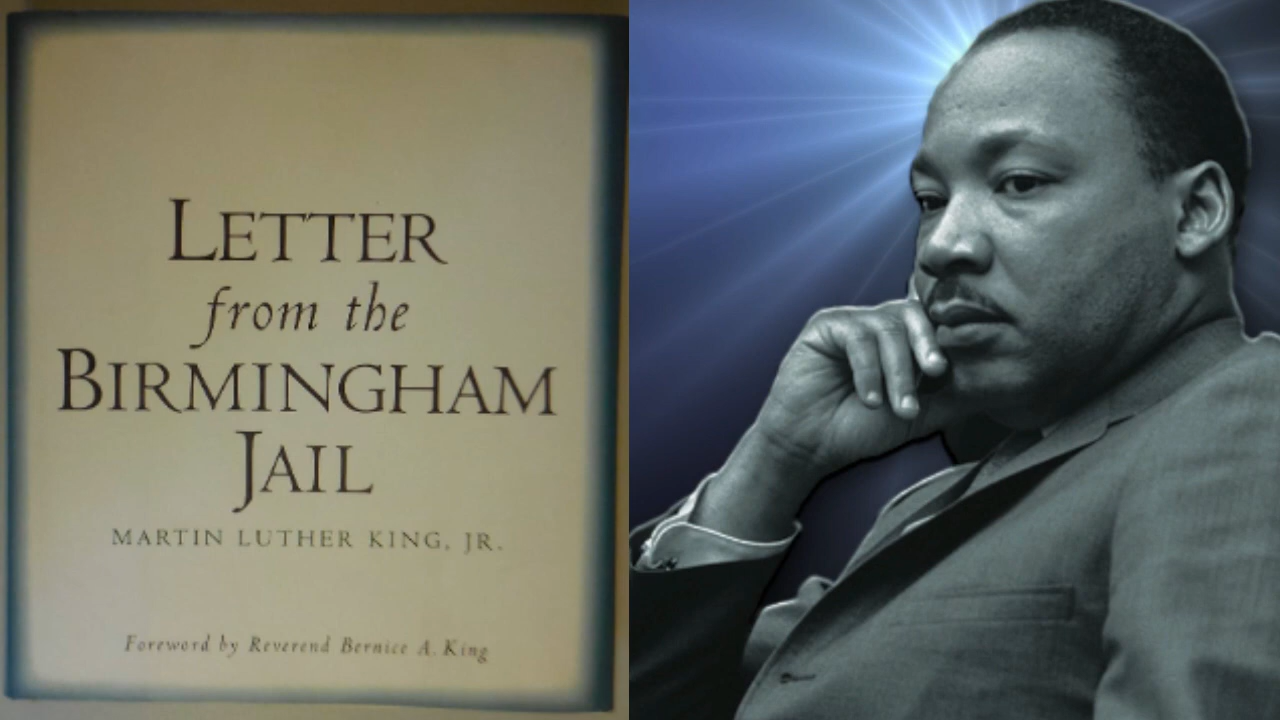 LETTER
from the
BIRMINGHAM
JAIL
MARTIN LUTHER KING, JR.
Foreword by Reverend Bernice A. King